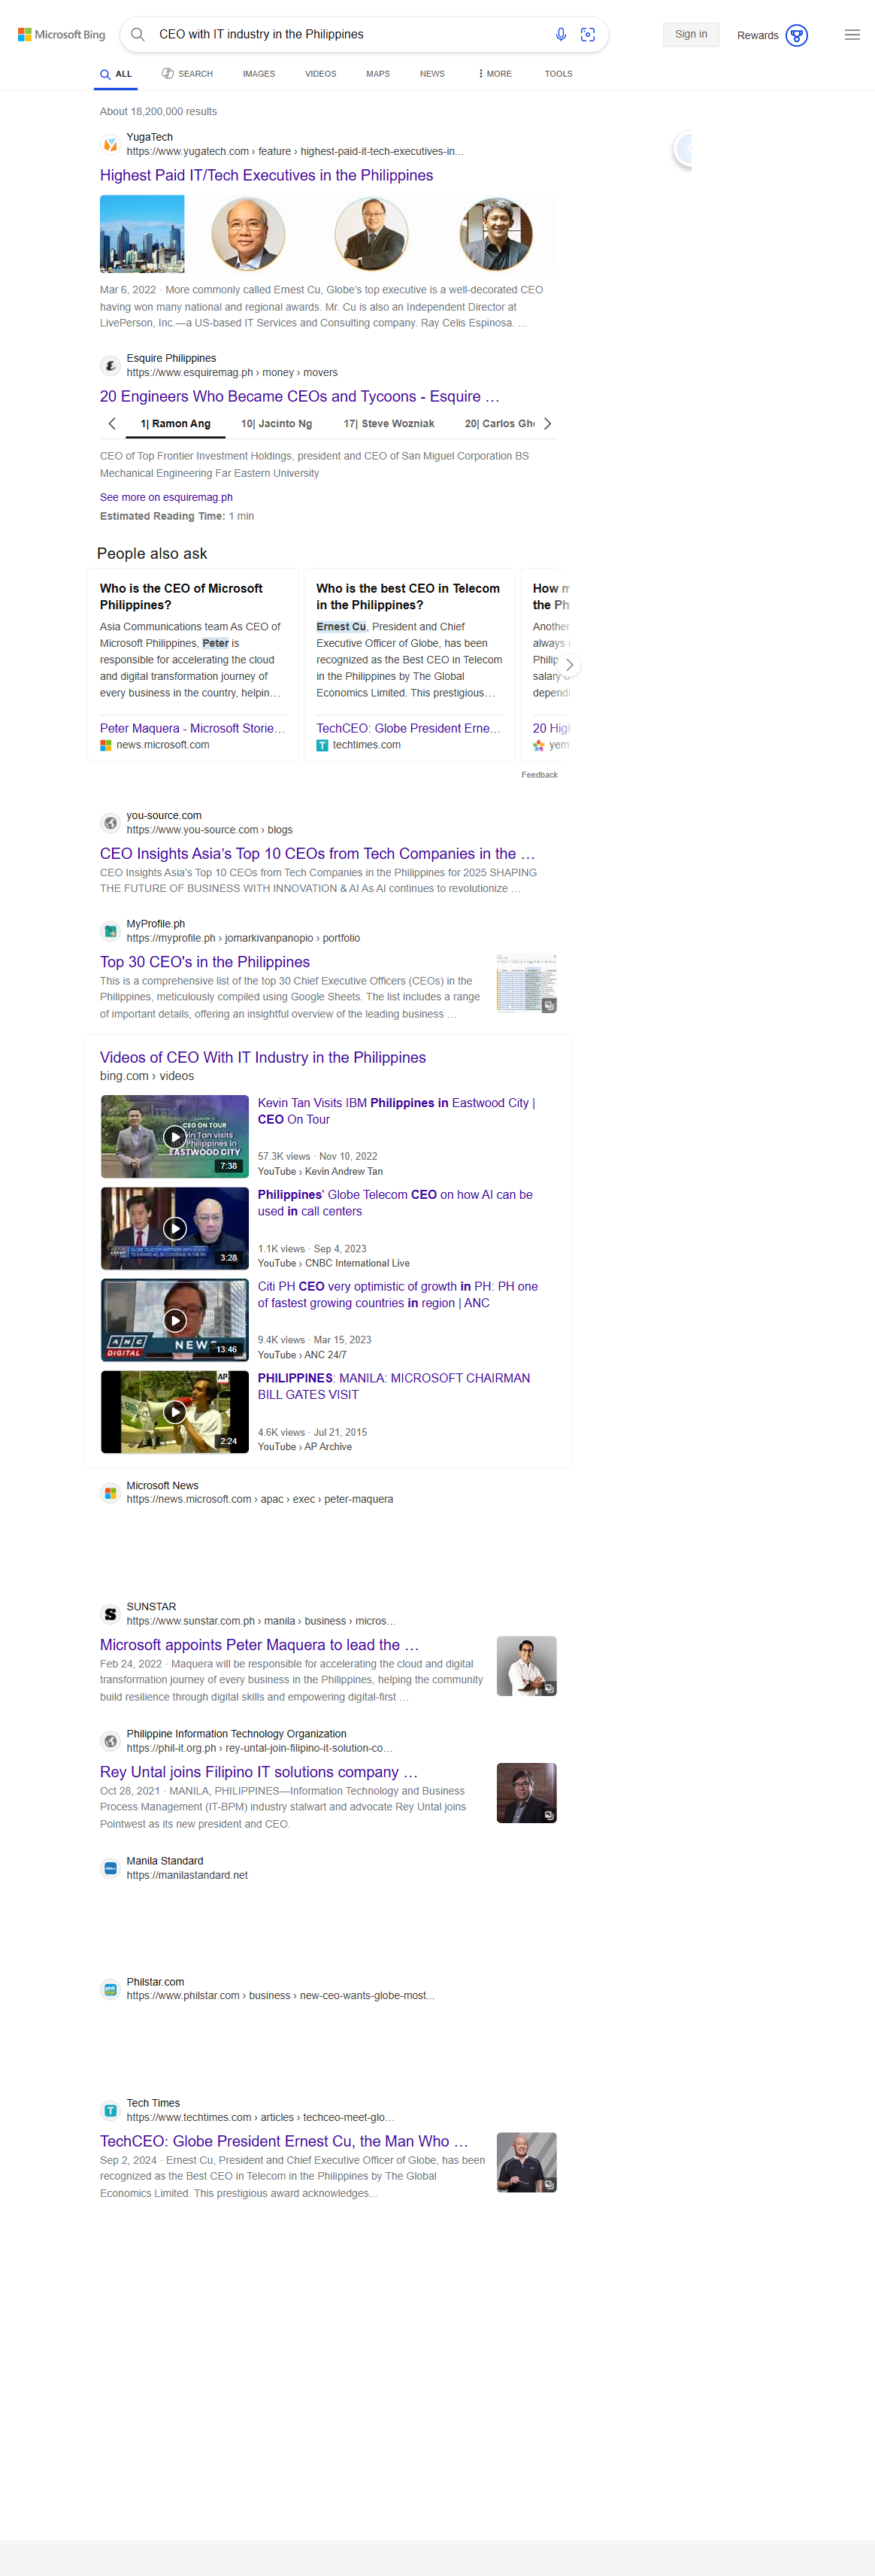 Microsoft Bing
CEO with IT industry in the Philippines
Sign in
Rewards
ALL
SEARCH
IMAGES
VIDEOS
MAPS
NEWS
MORE
TOOLS
About 18,200,000 results
YugaTech
https://www.yugatech.com › feature › highest-paid-it-tech-executives-in...
Highest Paid IT/Tech Executives in the Philippines
Mar 6, 2022 · More commonly called Ernest Cu, Globe's top executive is a well-decorated CEO
having won many national and regional awards. Mr. Cu is also an Independent Director at
LivePerson, Inc.—a US-based IT Services and Consulting company. Ray Celis Espinosa. …
Esquire Philippines
https://www.esquiremag.ph › money › movers
20 Engineers Who Became CEOs and Tycoons - Esquire …
1| Ramon Ang
10| Jacinto Ng
17| Steve Wozniak
20| Carlos Gh
CEO of Top Frontier Investment Holdings, president and CEO of San Miguel Corporation BS
Mechanical Engineering Far Eastern University
See more on esquiremag.ph
Estimated Reading Time: 1 min
People also ask
Who is the CEO of Microsoft
Philippines?
Asia Communications team As CEO of
Microsoft Philippines, Peter is
responsible for accelerating the cloud
and digital transformation journey of
every business in the country, helpin…
Peter Maquera - Microsoft Storie…
news.microsoft.com
Who is the best CEO in Telecom
in the Philippines?
Ernest Cu, President and Chief
Executive Officer of Globe, has been
recognized as the Best CEO in Telecom
in the Philippines by The Global
Economics Limited. This prestigious…
TechCEO: Globe President Erne…
techtimes.com
How m
the Ph
Another
always i
Philip
salary o
dependi
20 High
yem
Feedback
you-source.com
https://www.you-source.com › blogs
CEO Insights Asia's Top 10 CEOs from Tech Companies in the …
CEO Insights Asia's Top 10 CEOs from Tech Companies in the Philippines for 2025 SHAPING
THE FUTURE OF BUSINESS WITH INNOVATION & AI As AI continues to revolutionize …
MyProfile.ph
https://myprofile.ph › jomarkivanpanopio › portfolio
Top 30 CEO's in the Philippines
This is a comprehensive list of the top 30 Chief Executive Officers (CEOs) in the
Philippines, meticulously compiled using Google Sheets. The list includes a range
of important details, offering an insightful overview of the leading business …
Videos of CEO With IT Industry in the Philippines
bing.com › videos
CEO ON TOUR
in Tan visits
Philippines in
EASTWOOD CITY
7:38
Kevin Tan Visits IBM Philippines in Eastwood City |
CEO On Tour
57.3K views · Nov 10, 2022
YouTube › Kevin Andrew Tan
3:28
Philippines' Globe Telecom CEO on how AI can be
used in call centers
1.1K views · Sep 4, 2023
YouTube › CNBC International Live
ANC
DIGITAL
NEWS
13:46
Citi PH CEO very optimistic of growth in PH: PH one
of fastest growing countries in region | ANC
9.4K views · Mar 15, 2023
YouTube › ANC 24/7
AP
2:24
PHILIPPINES: MANILA: MICROSOFT CHAIRMAN
BILL GATES VISIT
4.6K views · Jul 21, 2015
YouTube › AP Archive
Microsoft News
https://news.microsoft.com › apac › exec › peter-maquera
SUNSTAR
https://www.sunstar.com.ph › manila › business › micros…
Microsoft appoints Peter Maquera to lead the …
Feb 24, 2022 · Maquera will be responsible for accelerating the cloud and digital
transformation journey of every business in the Philippines, helping the community
build resilience through digital skills and empowering digital-first …
Philippine Information Technology Organization
https://phil-it.org.ph › rey-untal-join-filipino-it-solution-co…
Rey Untal joins Filipino IT solutions company …
Oct 28, 2021 · MANILA, PHILIPPINES—Information Technology and Business
Process Management (IT-BPM) industry stalwart and advocate Rey Untal joins
Pointwest as its new president and CEO.
Manila Standard
https://manilastandard.net
Philstar.com
https://www.philstar.com › business › new-ceo-wants-globe-most...
Tech Times
https://www.techtimes.com › articles › techceo-meet-glo…
TechCEO: Globe President Ernest Cu, the Man Who …
Sep 2, 2024 · Ernest Cu, President and Chief Executive Officer of Globe, has been
recognized as the Best CEO in Telecom in the Philippines by The Global
Economics Limited. This prestigious award acknowledges...